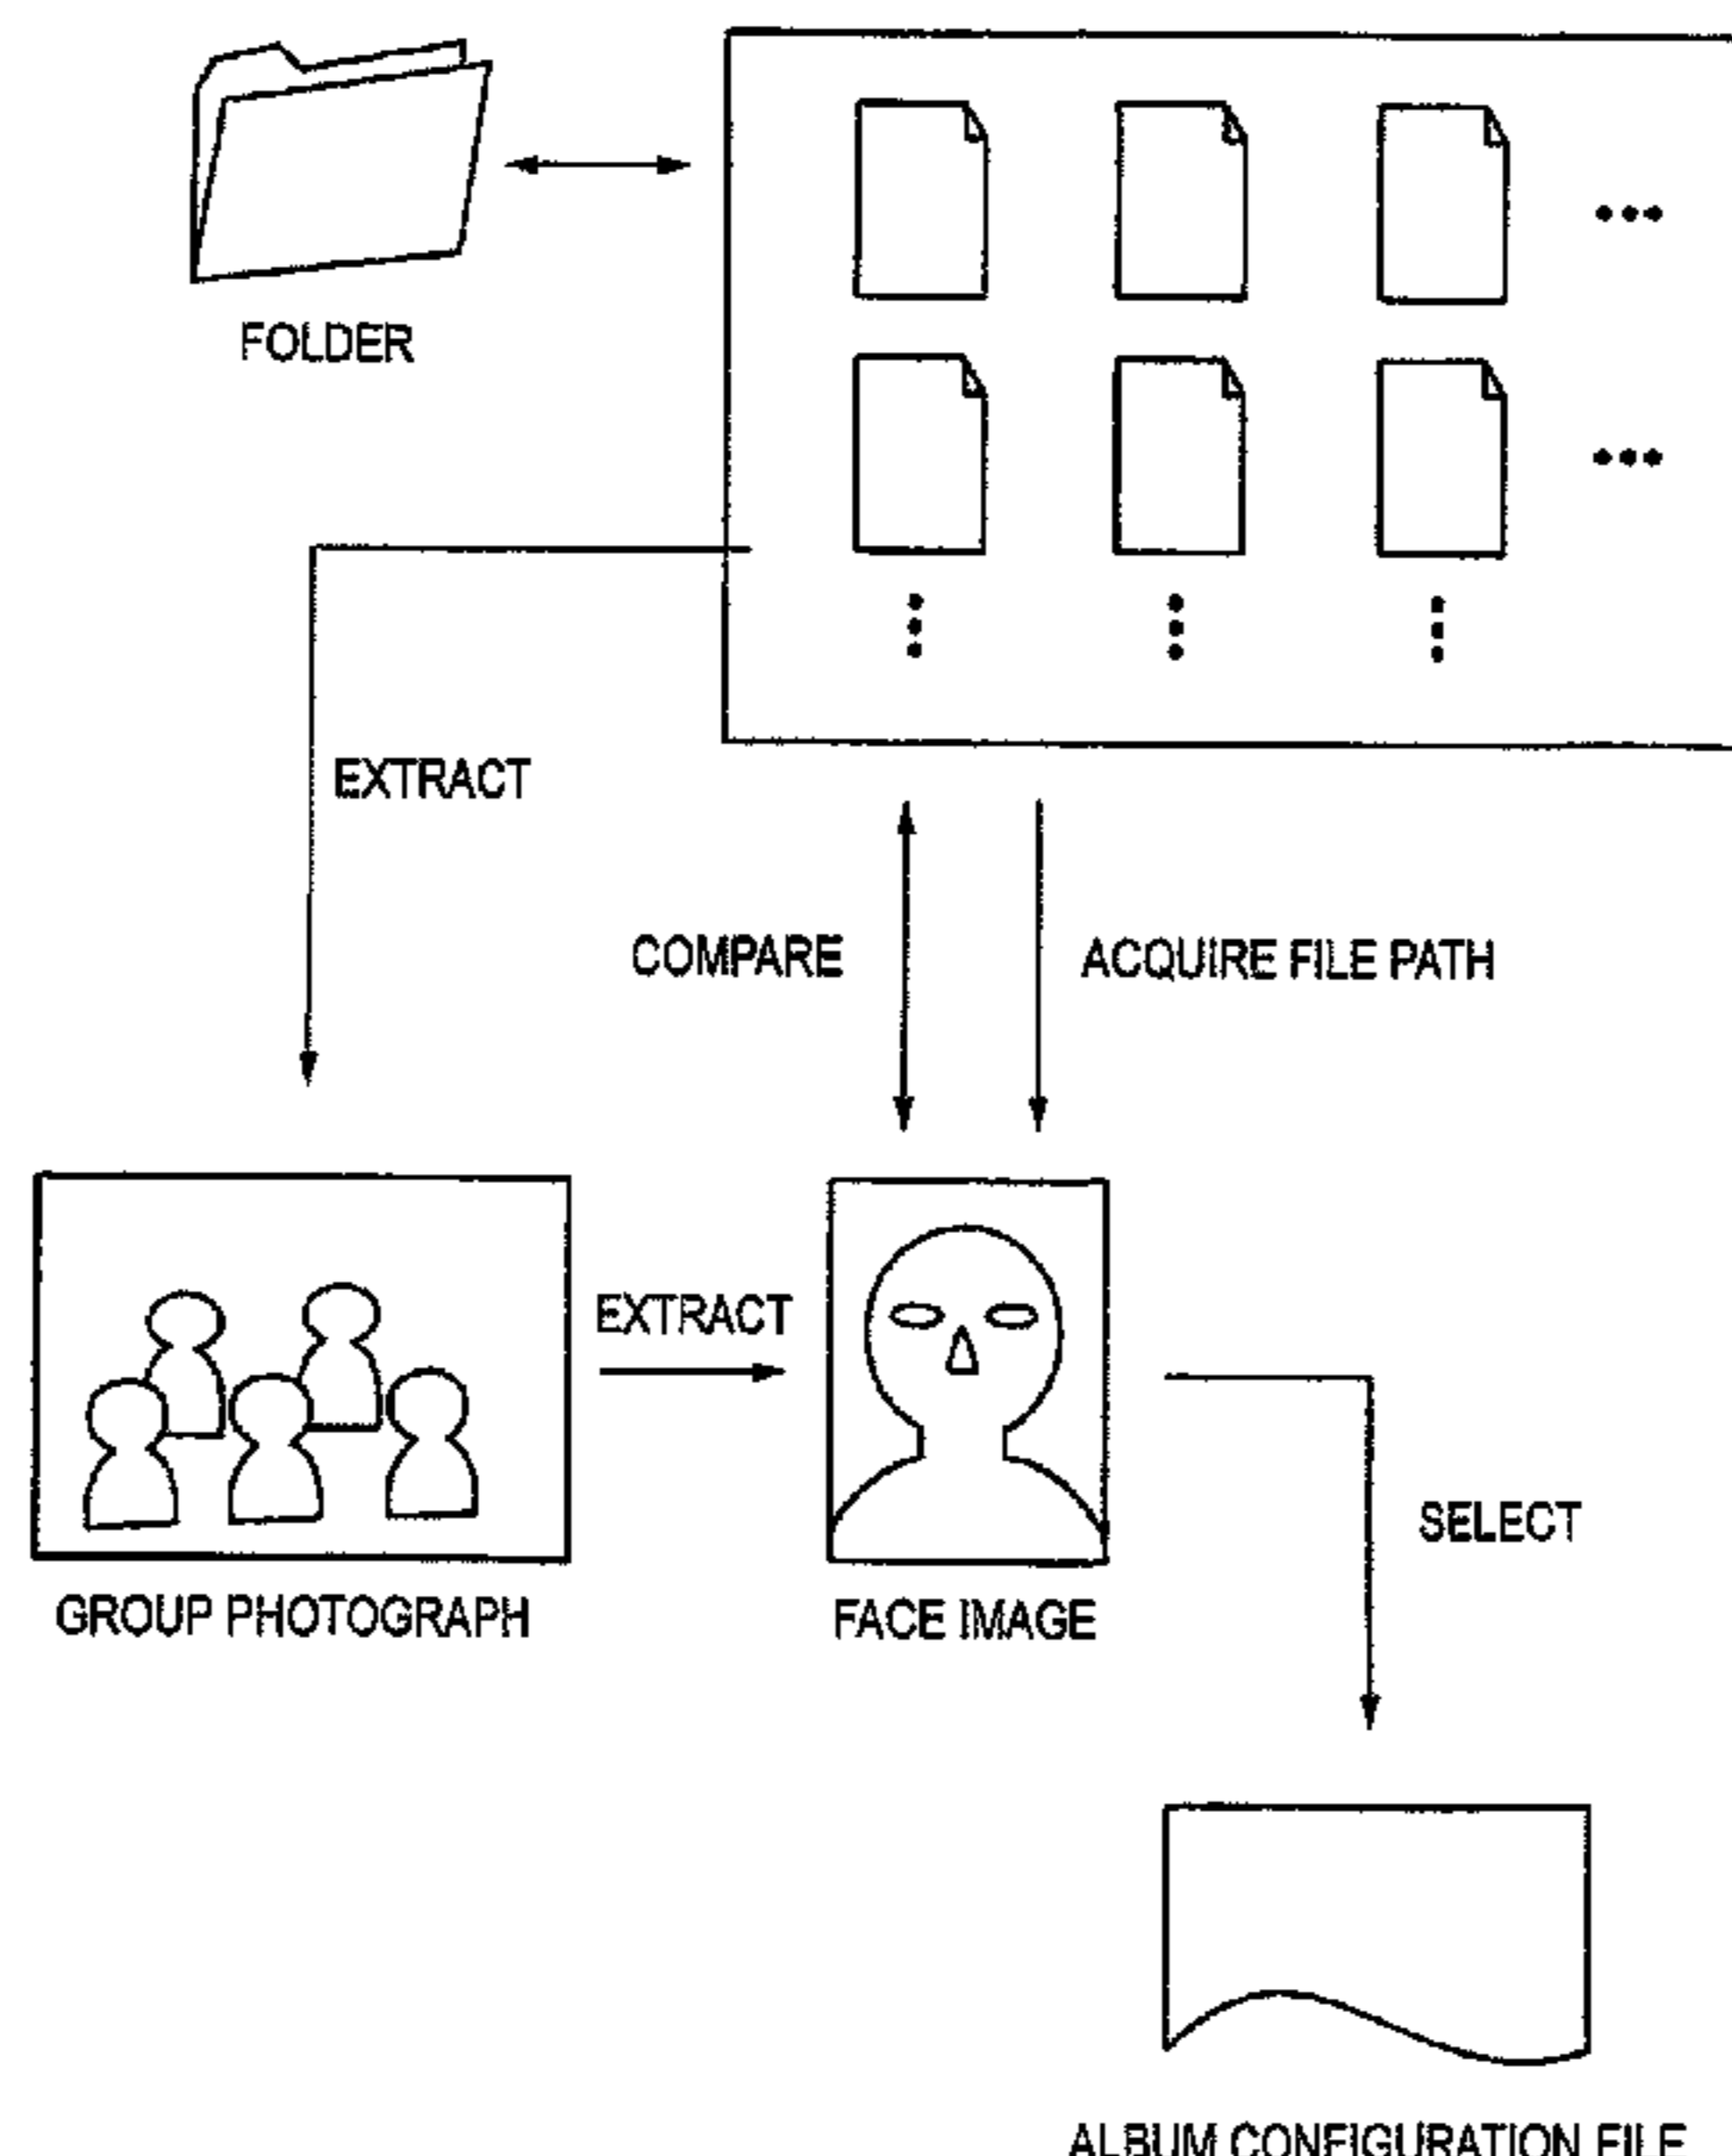 FOLDER
EXTRACT
COMPARE
ACQUIRE FILE PATH
EXTRACT
SELECT
GROUP PHOTOGRAPH
FACE IMAGE
ALBUM CONFIGURATION FILE